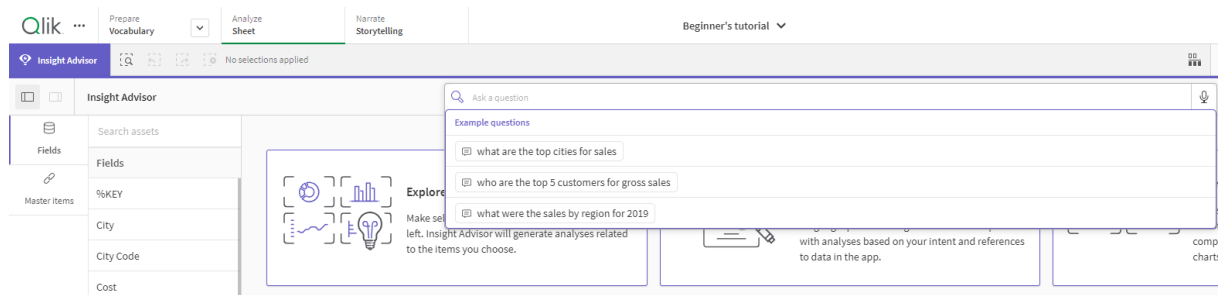 Qlik
Prepare
Vocabulary
Analyze
Sheet
Narrate
Storytelling
Beginner's tutorial
Insight Advisor
No selections applied
Insight Advisor
Ask a question
Example questions
what are the top cities for sales
who are the top 5 customers for gross sales
what were the sales by region for 2019
Fields
Master items
Search assets
Fields
%KEY
City
City Code
Cost
Explore
Make sel
left. Insight Advisor will generate analyses related
to the items you choose.
with analyses based on your intent and references
to data in the app.
comp
charts